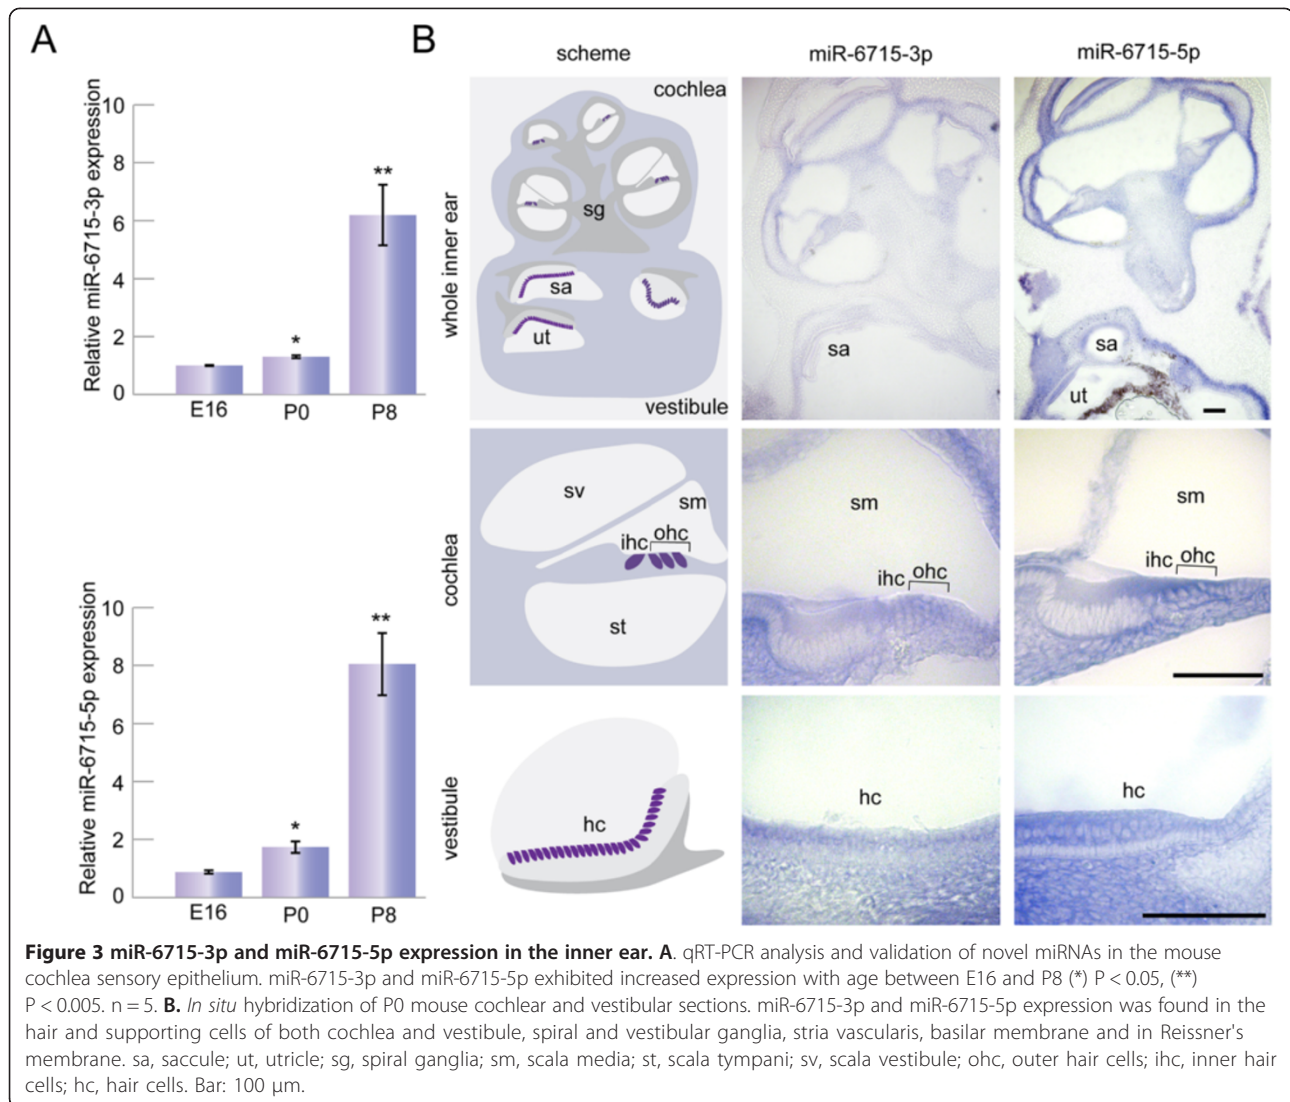 A
Relative miR-6715-3p expression
10
8
6
4
2
0
*
**
E16 P0 P8
Relative miR-6715-5p expression
10
8
6
4
2
0
*
**
E16 P0 P8
B
scheme miR-6715-3p miR-6715-5p
whole inner ear
cochlea
sg
sa
ut
vestibule
sa
sa
ut
cochlea
sv
sm
ihc ohc
st
sm
ihc ohc
sm
ihc ohc
vestibule
hc
hc
hc
Figure 3 miR-6715-3p and miR-6715-5p expression in the inner ear. A. qRT-PCR analysis and validation of novel miRNAs in the mouse
cochlea sensory epithelium. miR-6715-3p and miR-6715-5p exhibited increased expression with age between E16 and P8 (*) P < 0.05, (**)
P < 0.005. n = 5. B. In situ hybridization of P0 mouse cochlear and vestibular sections. miR-6715-3p and miR-6715-5p expression was found in the
hair and supporting cells of both cochlea and vestibule, spiral and vestibular ganglia, stria vascularis, basilar membrane and in Reissner's
membrane. sa, saccule; ut, utricle; sg, spiral ganglia; sm, scala media; st, scala tympani; sv, scala vestibule; ohc, outer hair cells; ihc, inner hair
cells; hc, hair cells. Bar: 100 μm.